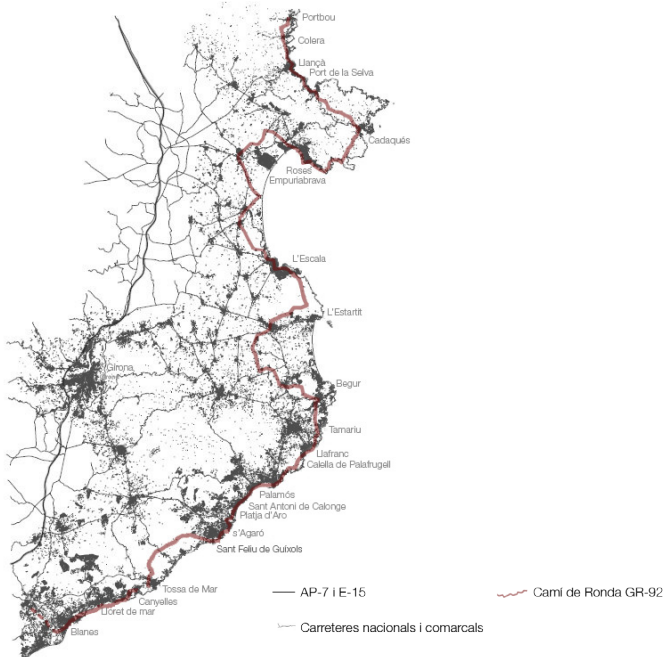 Portbou
Colera
Llançà
Port de la Selva
Cadaqués
Roses
Empuriabrava
L'Escala
L'Estartit
Girona
Begur
Tamariu
Llafranc
Calella de Palafrugell
Palamós
Sant Antoni de Calonge
Platja d'Aro
s'Agaró
Sant Feliu de Guíxols
Tossa de Mar
Canyelles
Lloret de mar
Blanes
AP-7 i E-15
Camí de Ronda GR-92
Carreteres nacionals i comarcals